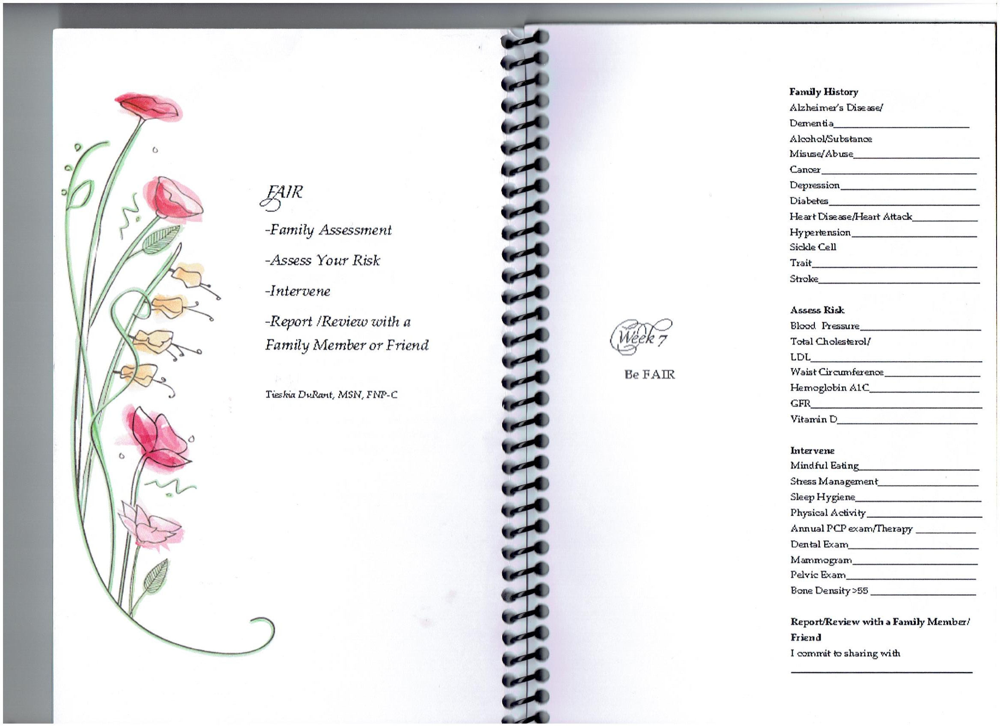 FAIR
-Family Assessment
-Assess Your Risk
-Intervene
-Report /Review with a
Family Member or Friend
Tieskia DuRant, MSN, FNP-C
Week 7
Be FAIR
Family History
Alzheimer's Disease/
Dementia
Alcohol/Substance
Misuse/Abuse
Cancer
Depression
Diabetes
Heart Disease/Heart Attack
Hypertension
Sickle Cell
Trait
Stroke
Assess Risk
Blood Pressure
Total Cholesterol/
LDL
Waist Circumference
Hemoglobin A1C
GFR
Vitamin D
Intervene
Mindful Eating
Stress Management
Sleep Hygiene
Physical Activity
Annual PCP exam/Therapy
Dental Exam
Mammogram
Pelvic Exam
Bone Density >55
Report/Review with a Family Member/
Friend
I commit to sharing with